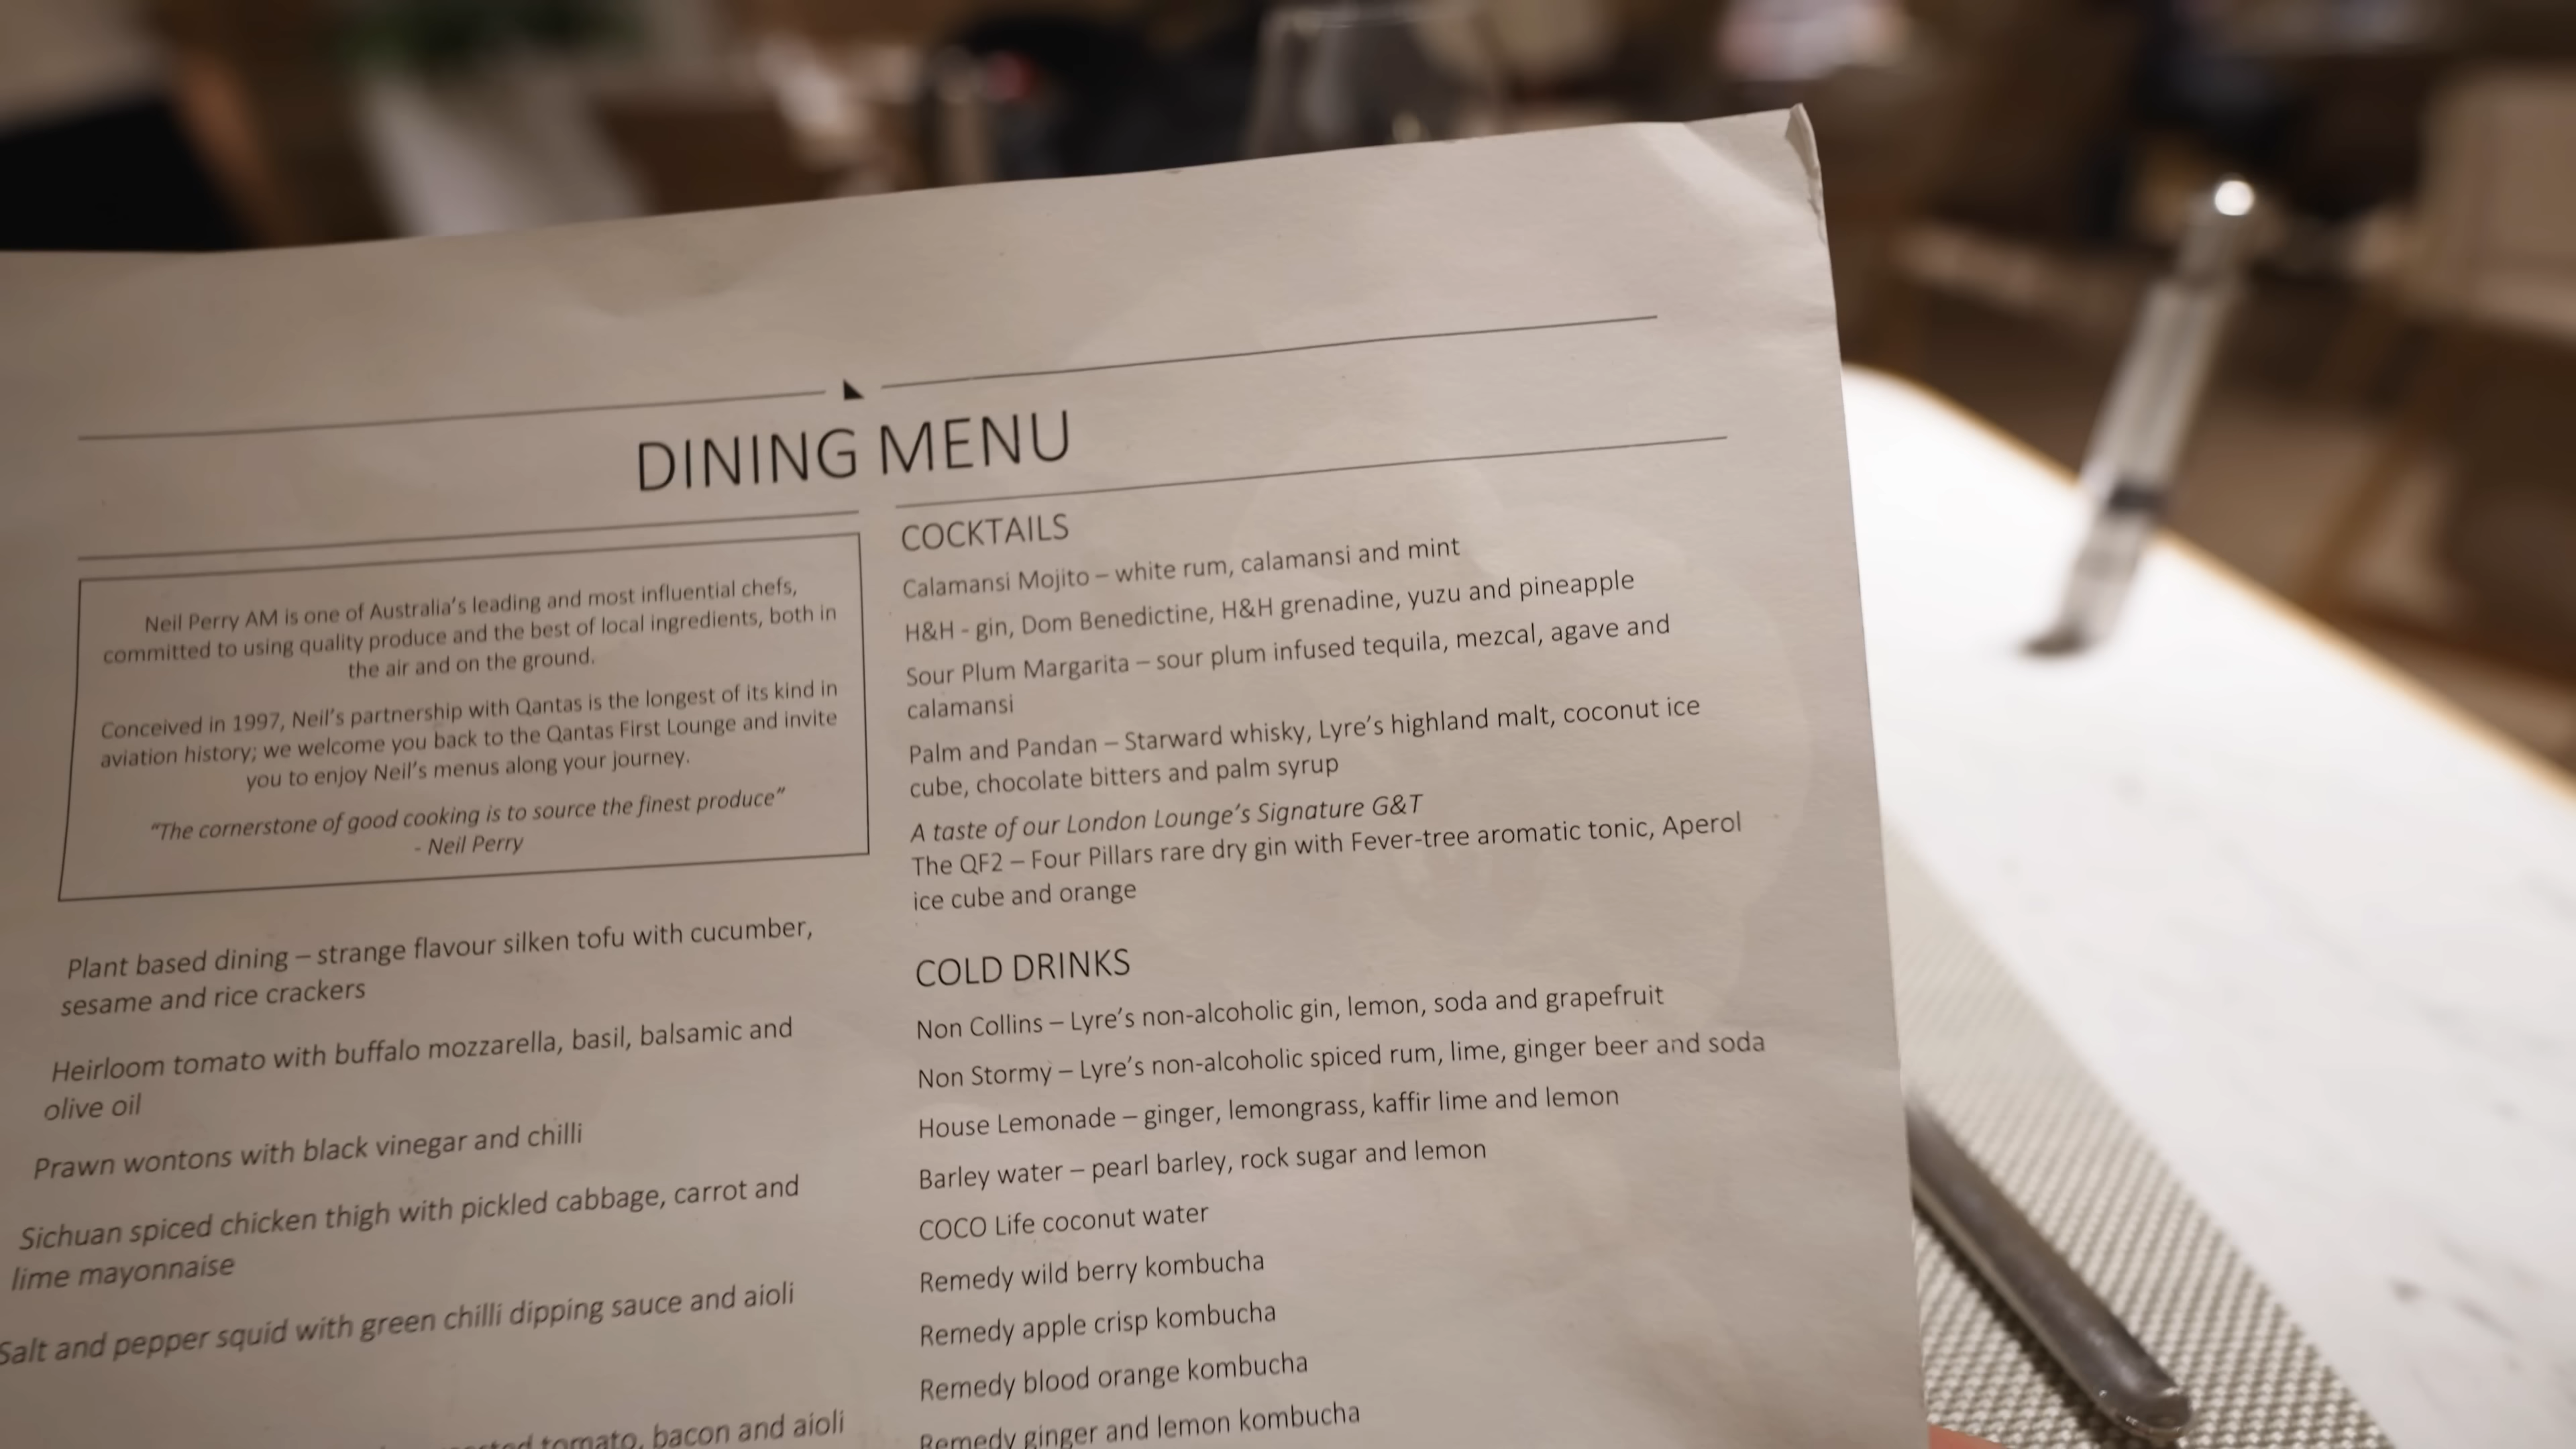 DINING MENU
Neil Perry AM is one of Australia's leading and most influential chefs,
committed to using quality produce and the best of local ingredients, both in
the air and on the ground.
Conceived in 1997, Neil's partnership with Qantas is the longest of its kind in
aviation history; we welcome you back to the Qantas First Lounge and invite
you to enjoy Neil's menus along your journey.
"The cornerstone of good cooking is to source the finest produce"
- Neil Perry
Plant based dining – strange flavour silken tofu with cucumber,
sesame and rice crackers
Heirloom tomato with buffalo mozzarella, basil, balsamic and
olive oil
Prawn wontons with black vinegar and chilli
Sichuan spiced chicken thigh with pickled cabbage, carrot and
lime mayonnaise
Salt and pepper squid with green chilli dipping sauce and aioli
tomato, bacon and aioli
COCKTAILS
Calamansi Mojito – white rum, calamansi and mint
H&H - gin, Dom Benedictine, H&H grenadine, yuzu and pineapple
Sour Plum Margarita – sour plum infused tequila, mezcal, agave and
calamansi
Palm and Pandan – Starward whisky, Lyre's highland malt, coconut ice
cube, chocolate bitters and palm syrup
A taste of our London Lounge's Signature G&T
The QF2 – Four Pillars rare dry gin with Fever-tree aromatic tonic, Aperol
ice cube and orange
COLD DRINKS
Non Collins – Lyre's non-alcoholic gin, lemon, soda and grapefruit
Non Stormy – Lyre's non-alcoholic spiced rum, lime, ginger beer and soda
House Lemonade – ginger, lemongrass, kaffir lime and lemon
Barley water – pearl barley, rock sugar and lemon
COCO Life coconut water
Remedy wild berry kombucha
Remedy apple crisp kombucha
Remedy blood orange kombucha
Remedy ginger and lemon kombucha